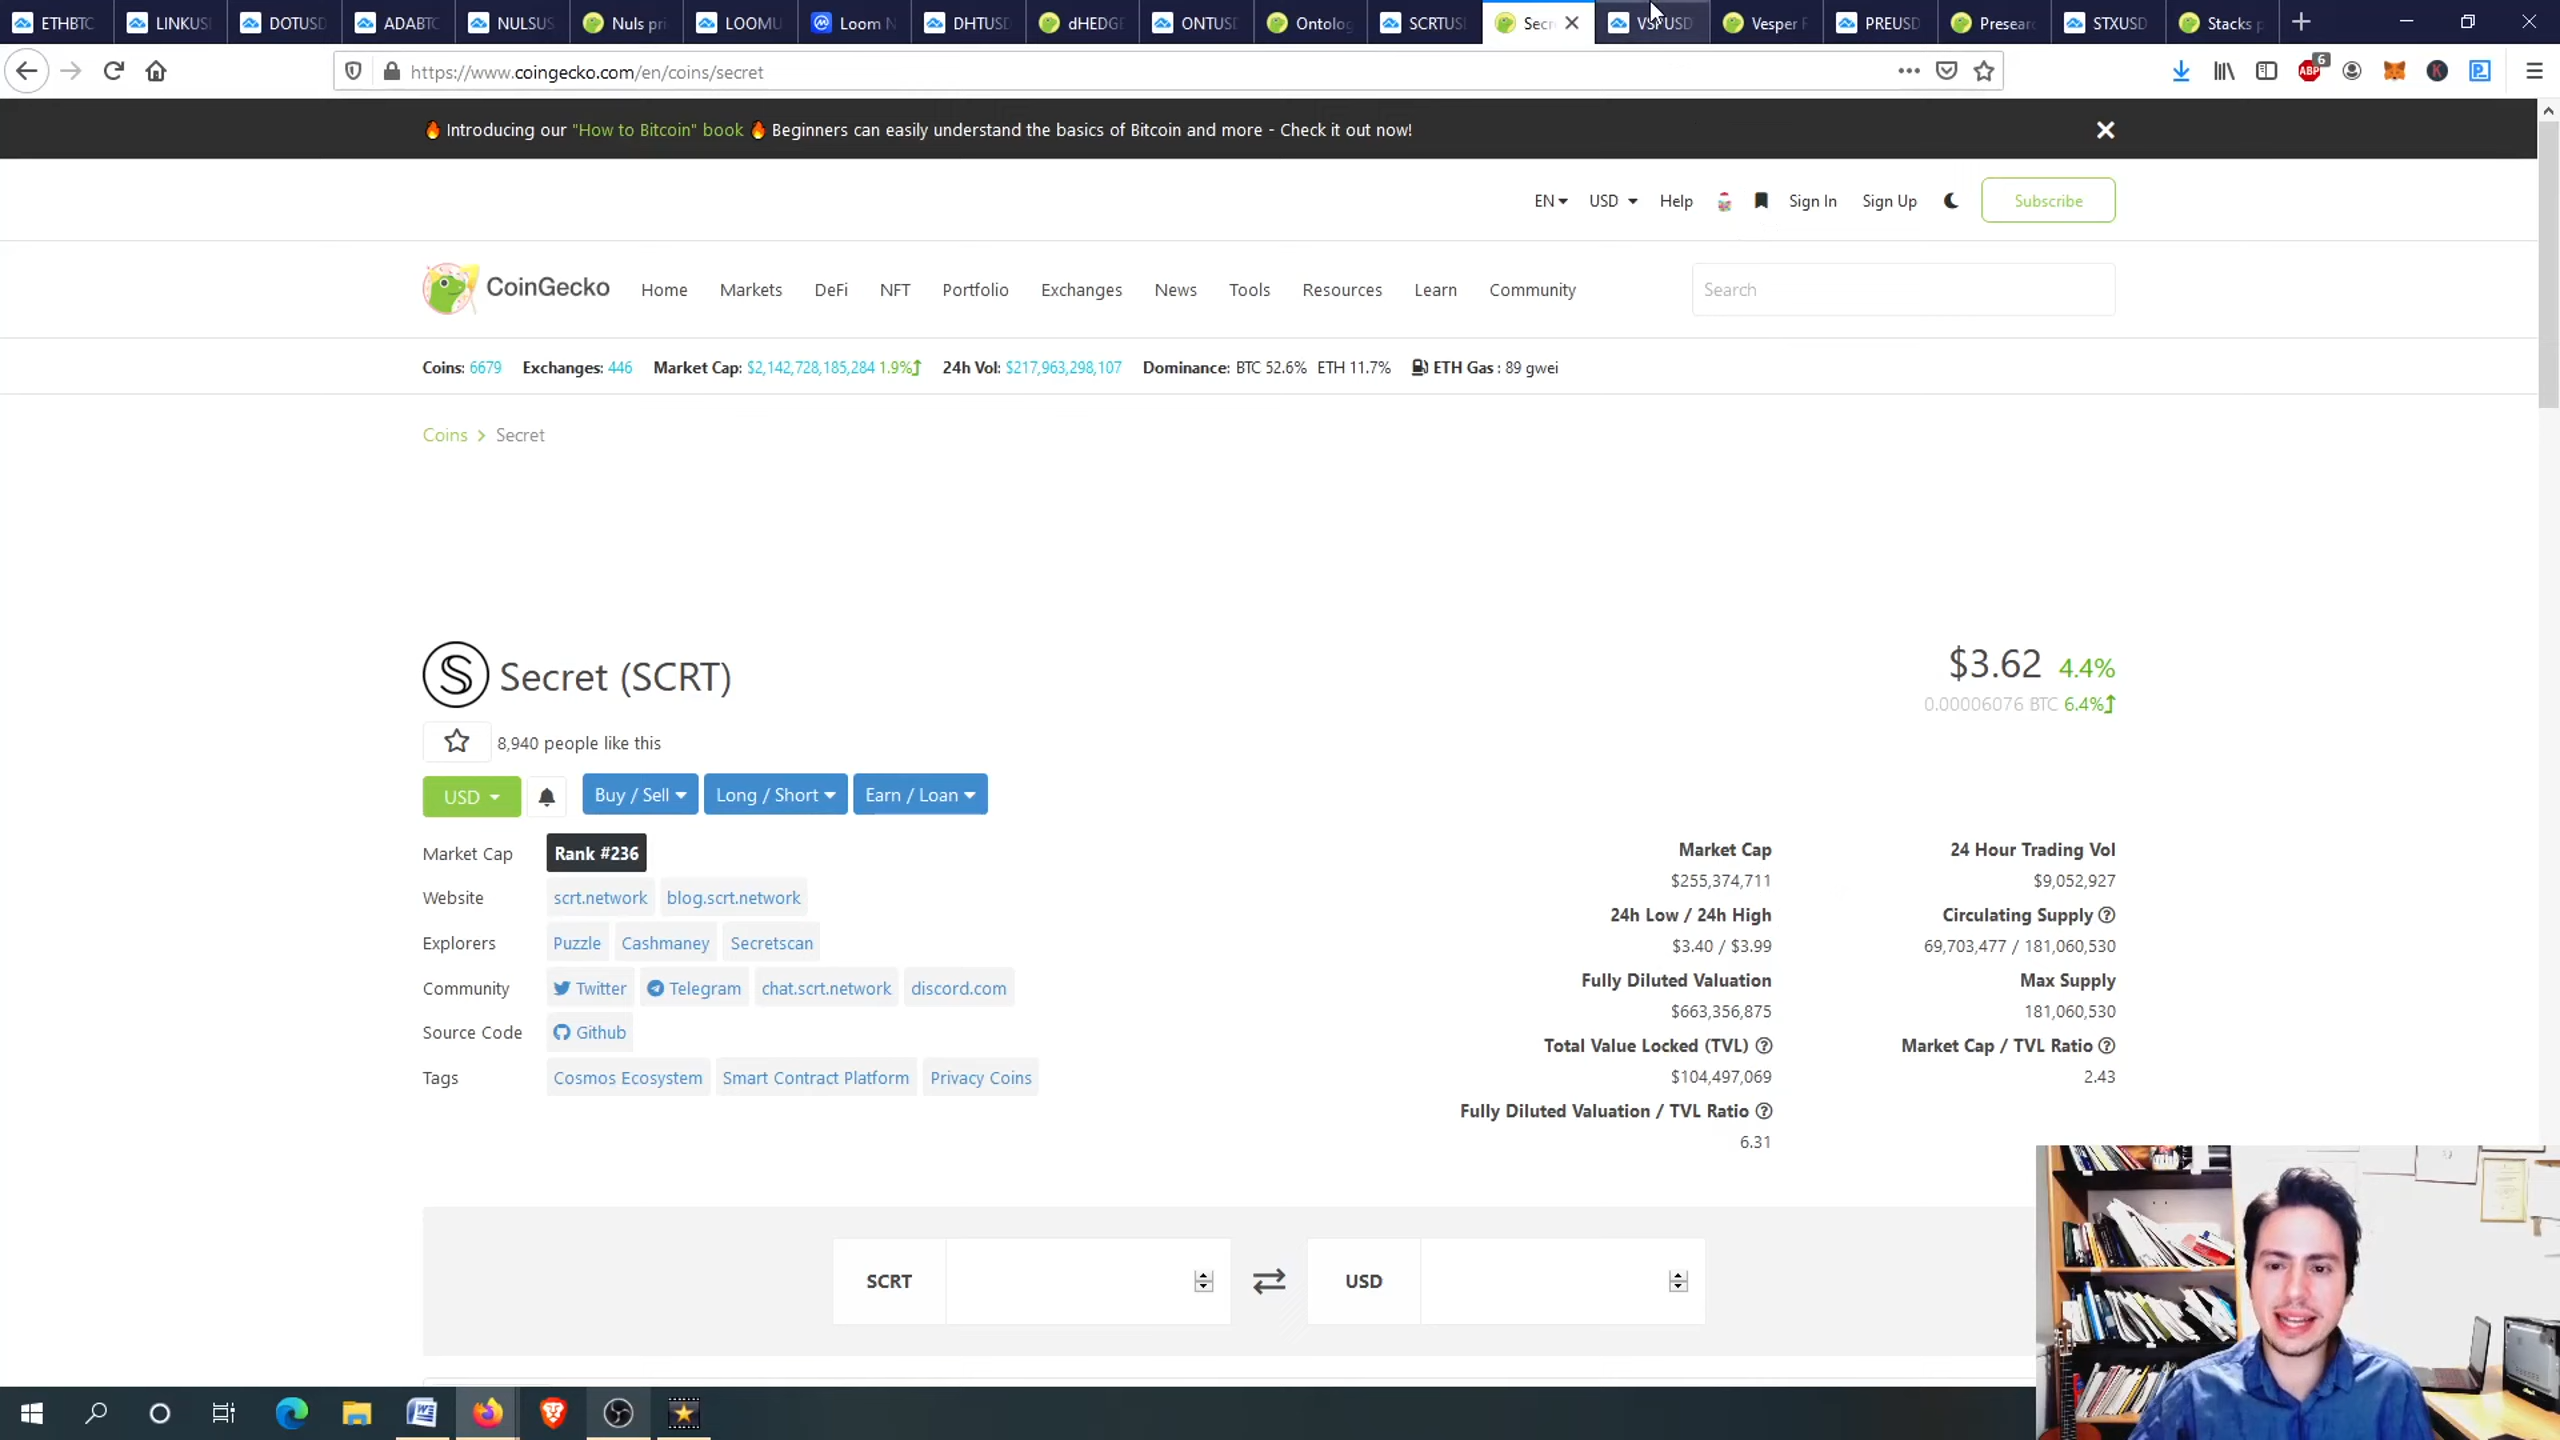 ETHBTC LINKUS DOTUSD ADABTC NULSUS Nuls pri LOOMU Loom N DHTUSD dHEDGE ONTUSD Ontolog SCRTUS Secr VSPUSD Vesper F PREUSD Presear STXUSD Stacks p
https://www.coingecko.com/en/coins/secret
ABP 6
Introducing our "How to Bitcoin" book Beginners can easily understand the basics of Bitcoin and more - Check it out now!
EN USD Help Sign In Sign Up Subscribe
CoinGecko Home Markets DeFi NFT Portfolio Exchanges News Tools Resources Learn Community Search
Coins: 6679 Exchanges: 446 Market Cap: $2,142,728,185,284 1.9% 24h Vol: $217,963,298,107 Dominance: BTC 52.6% ETH 11.7% ETH Gas : 89 gwei
Coins > Secret
Secret (SCRT)
$3.62 4.4%
0.00006076 BTC 6.4%
8,940 people like this
USD Buy / Sell Long / Short Earn / Loan
Market Cap Rank #236
Website scrt.network blog.scrt.network
Explorers Puzzle Cashmaney Secretscan
Community Twitter Telegram chat.scrt.network discord.com
Source Code Github
Tags Cosmos Ecosystem Smart Contract Platform Privacy Coins
Market Cap
$255,374,711
24h Low / 24h High
$3.40 / $3.99
Fully Diluted Valuation
$663,356,875
Total Value Locked (TVL)
$104,497,069
Fully Diluted Valuation / TVL Ratio
6.31
24 Hour Trading Vol
$9,052,927
Circulating Supply
69,703,477 / 181,060,530
Max Supply
181,060,530
Market Cap / TVL Ratio
2.43
SCRT USD